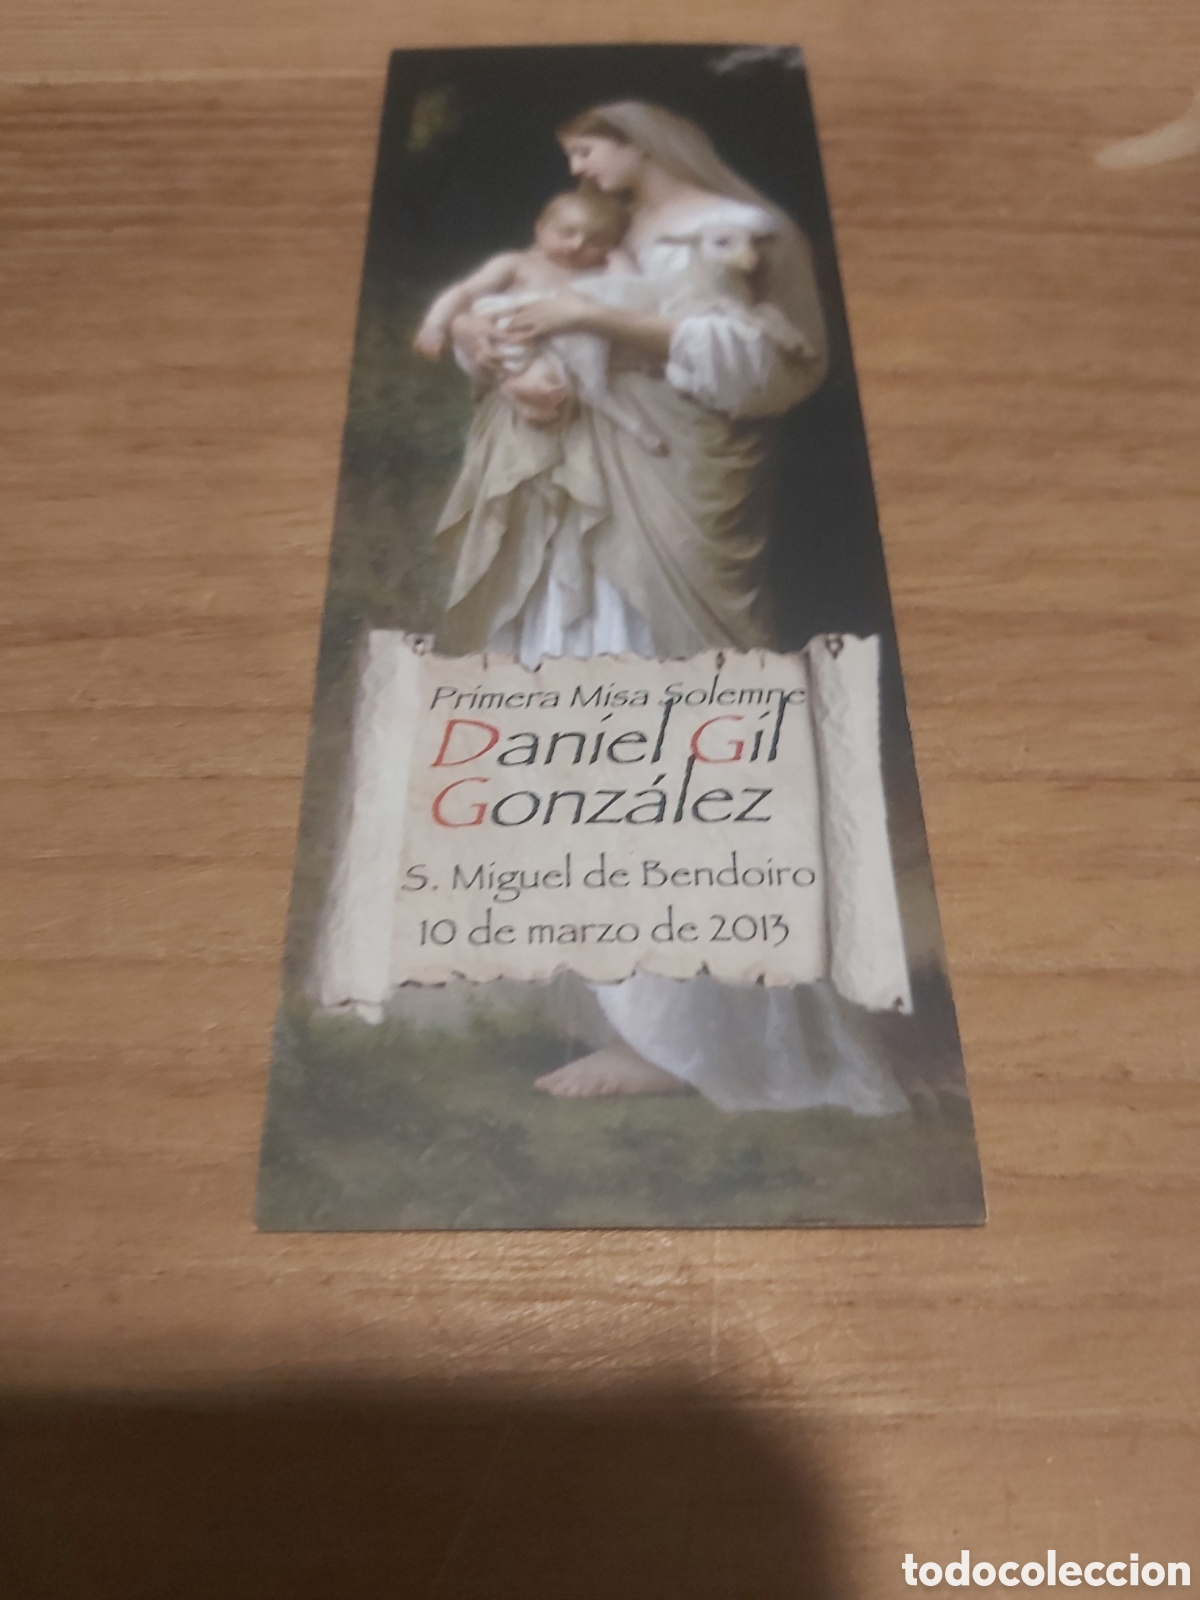 Primera Misa Solemne
Daniel Gil
González
S. Miguel de Bendoiro
10 de marzo de 2013
todocoleccion